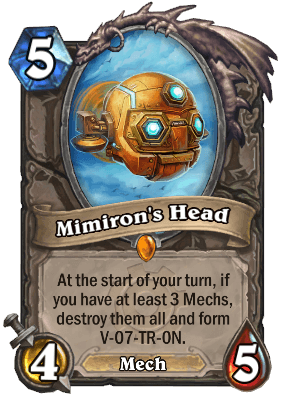 5
Mimiron's Head
At the start of your turn, if
you have at least 3 Mechs,
destroy them all and form
V-07-TR-0N.
4
Mech
5